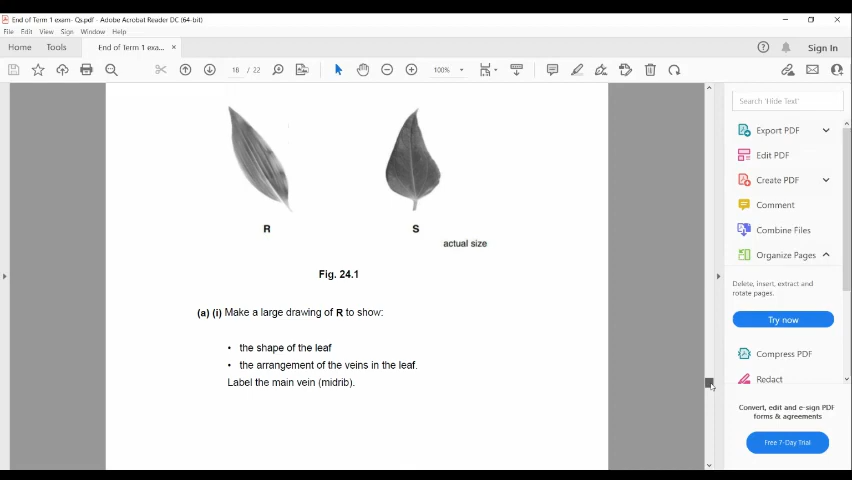 End of Term 1 exam- Qs.pdf - Adobe Acrobat Reader DC (64-bit)
File Edit View Sign Window Help
Home Tools End of Term 1 exa... × Sign In
18 / 22 100%
Search 'Hide Text'
Export PDF
Edit PDF
Create PDF
Comment
Combine Files
Organize Pages
Delete, insert, extract and
rotate pages.
Try now
Compress PDF
Redact
Convert, edit and e-sign PDF
forms & agreements
Free 7-Day Trial
R S
actual size
Fig. 24.1
(a) (i) Make a large drawing of R to show:
• the shape of the leaf
• the arrangement of the veins in the leaf.
Label the main vein (midrib).